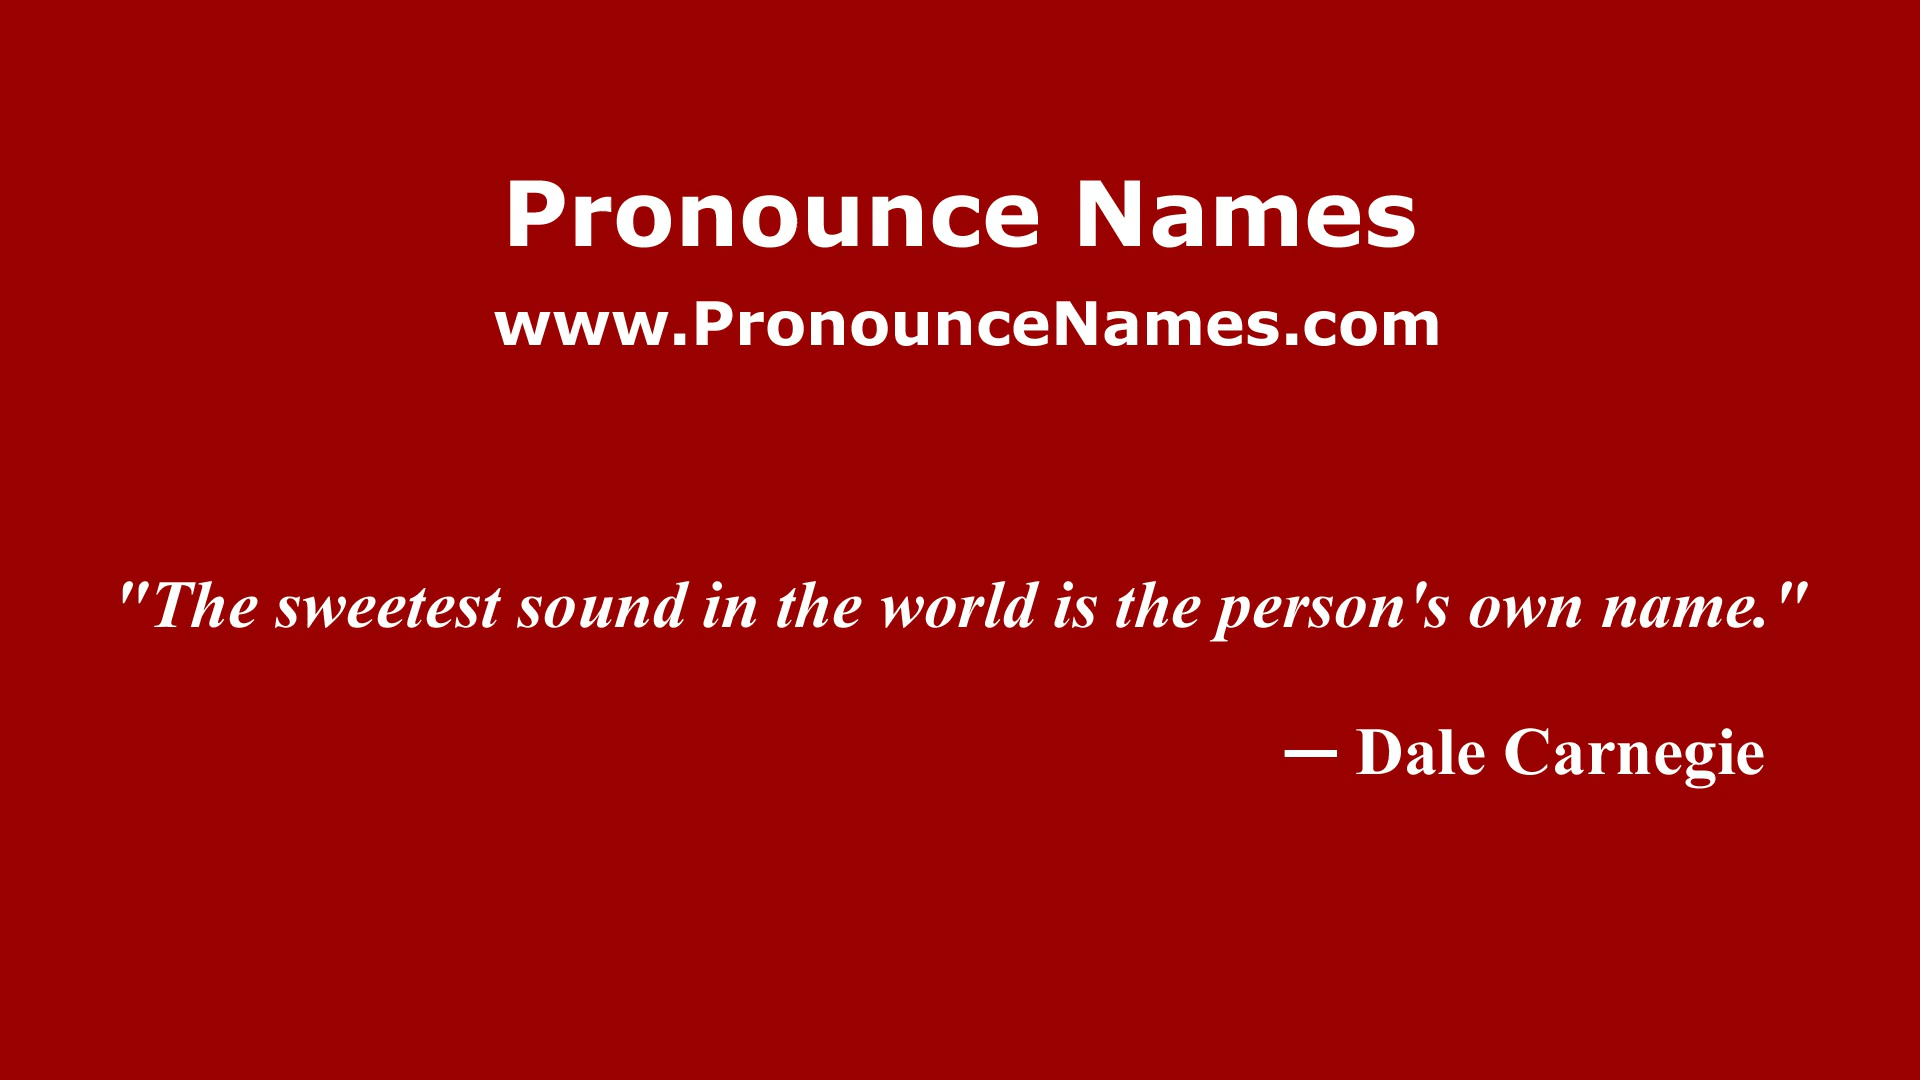 Pronounce Names
www.PronounceNames.com
"The sweetest sound in the world is the person's own name."
— Dale Carnegie